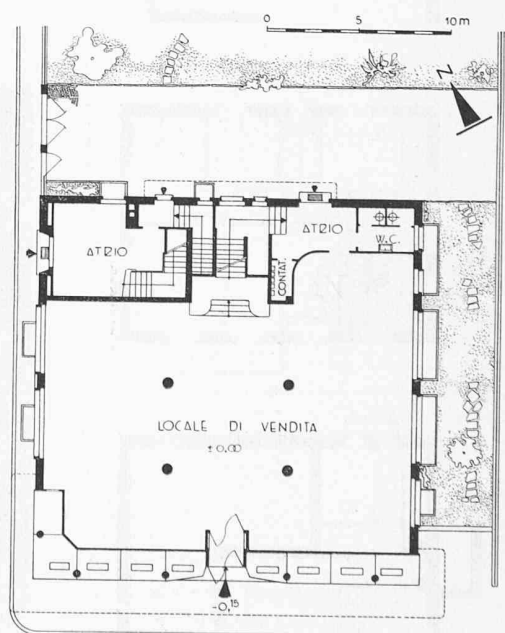 0 5 10 m
N
ATRIO
ATRIO
W.C.
CONTAT.
LOCALE DI VENDITA
±0,00
-0,15